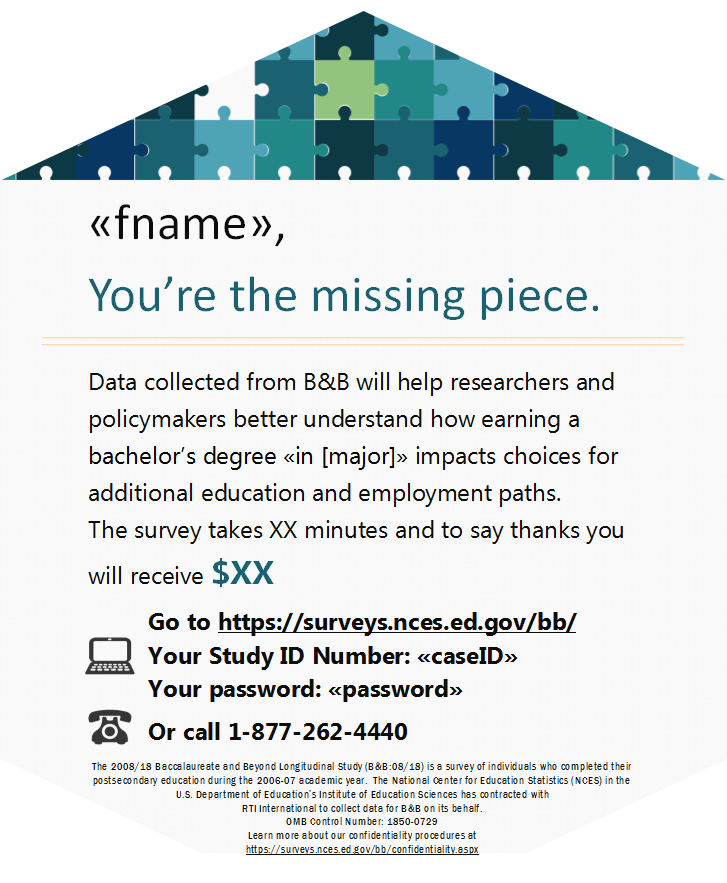 «fname»,
You’re the missing piece.
Data collected from B&B will help researchers and
policymakers better understand how earning a
bachelor’s degree «in [major]» impacts choices for
additional education and employment paths.
The survey takes XX minutes and to say thanks you
will receive $XX
Go to https://surveys.nces.ed.gov/bb/
Your Study ID Number: «caseID»
Your password: «password»
Or call 1-877-262-4440
The 2008/18 Baccalaureate and Beyond Longitudinal Study (B&B:08/18) is a survey of individuals who completed their
postsecondary education during the 2006-07 academic year. The National Center for Education Statistics (NCES) in the
U.S. Department of Education’s Institute of Education Sciences has contracted with
RTI International to collect data for B&B on its behalf.
OMB Control Number: 1850-0729
Learn more about our confidentiality procedures at
https://surveys.nces.ed.gov/bb/confidentiality.aspx